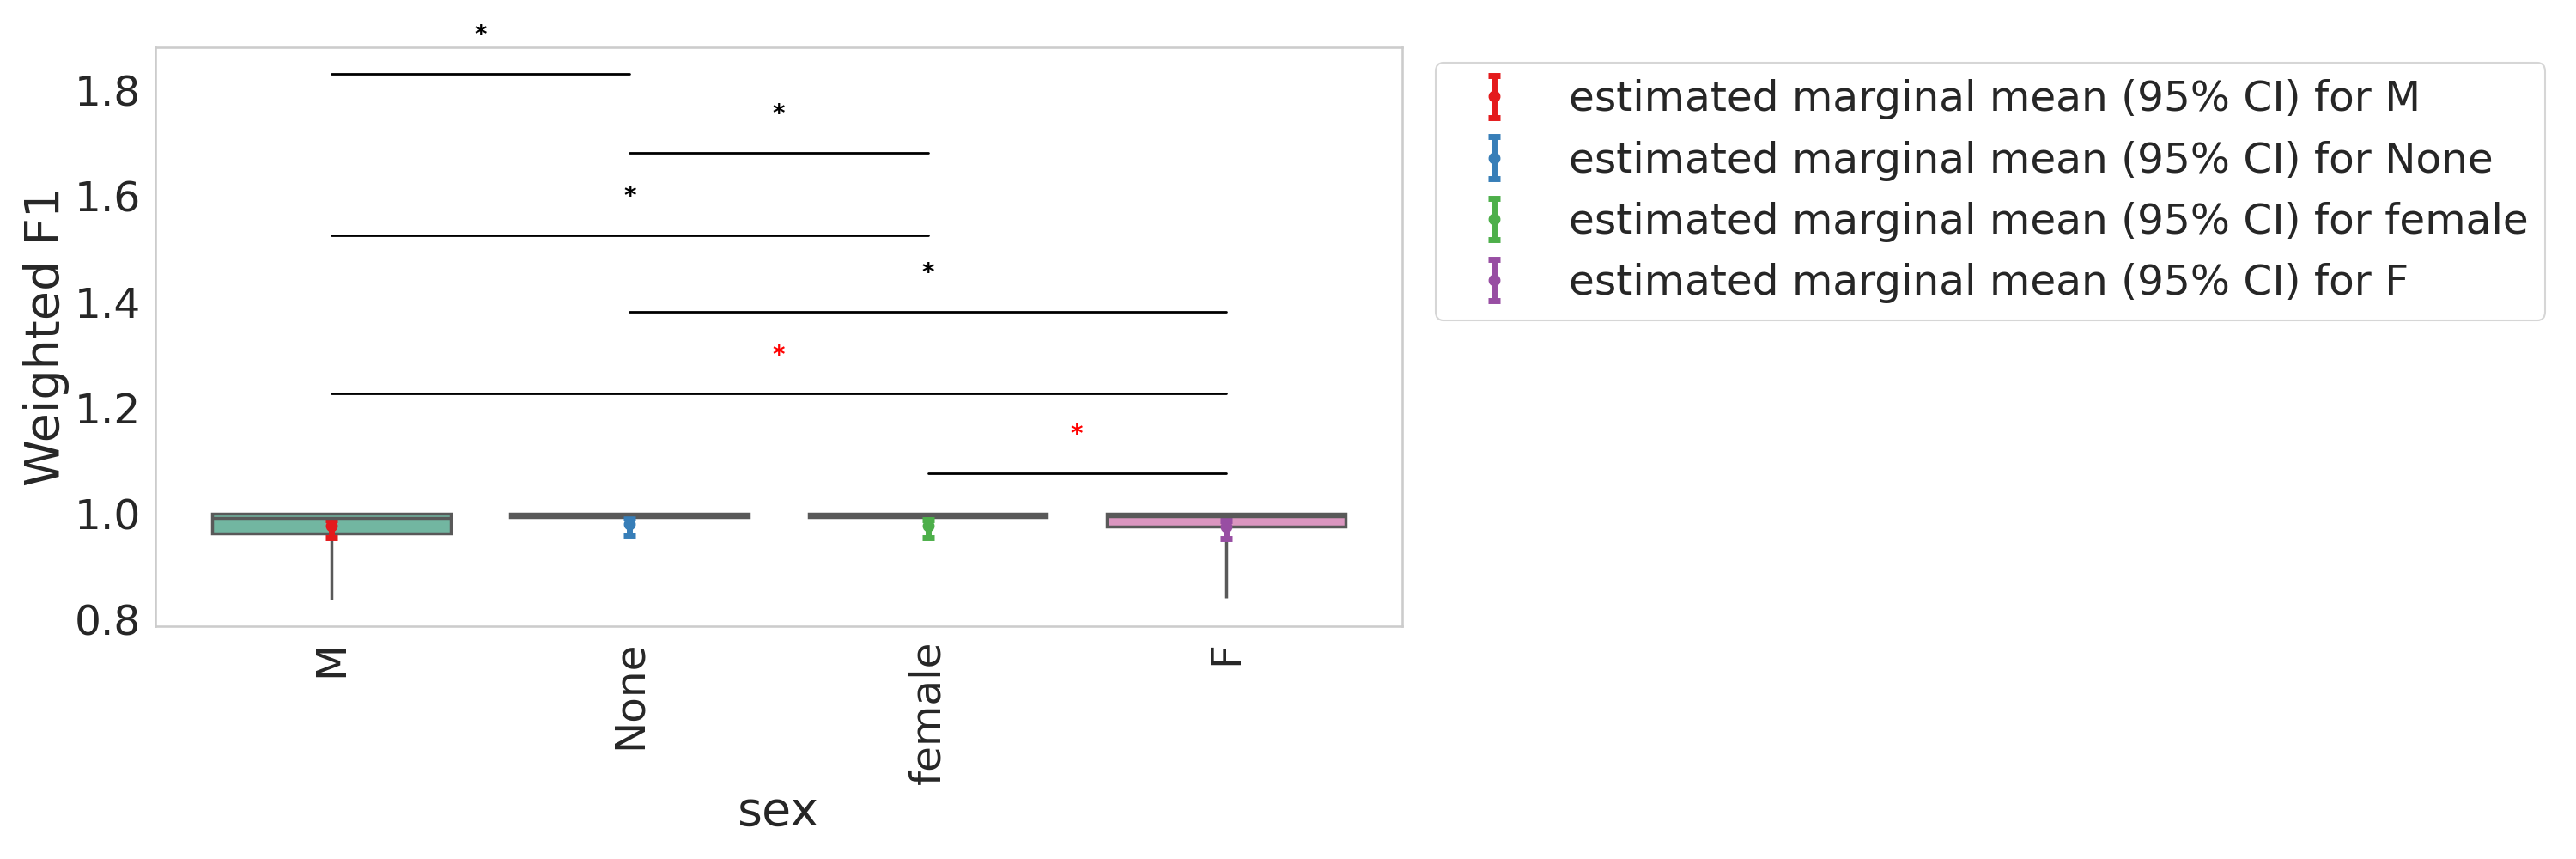 *
*
*
*
*
*
1.8
1.6
1.4
1.2
1.0
0.8
Weighted F1
M
None
female
F
sex
estimated marginal mean (95% CI) for M
estimated marginal mean (95% CI) for None
estimated marginal mean (95% CI) for female
estimated marginal mean (95% CI) for F